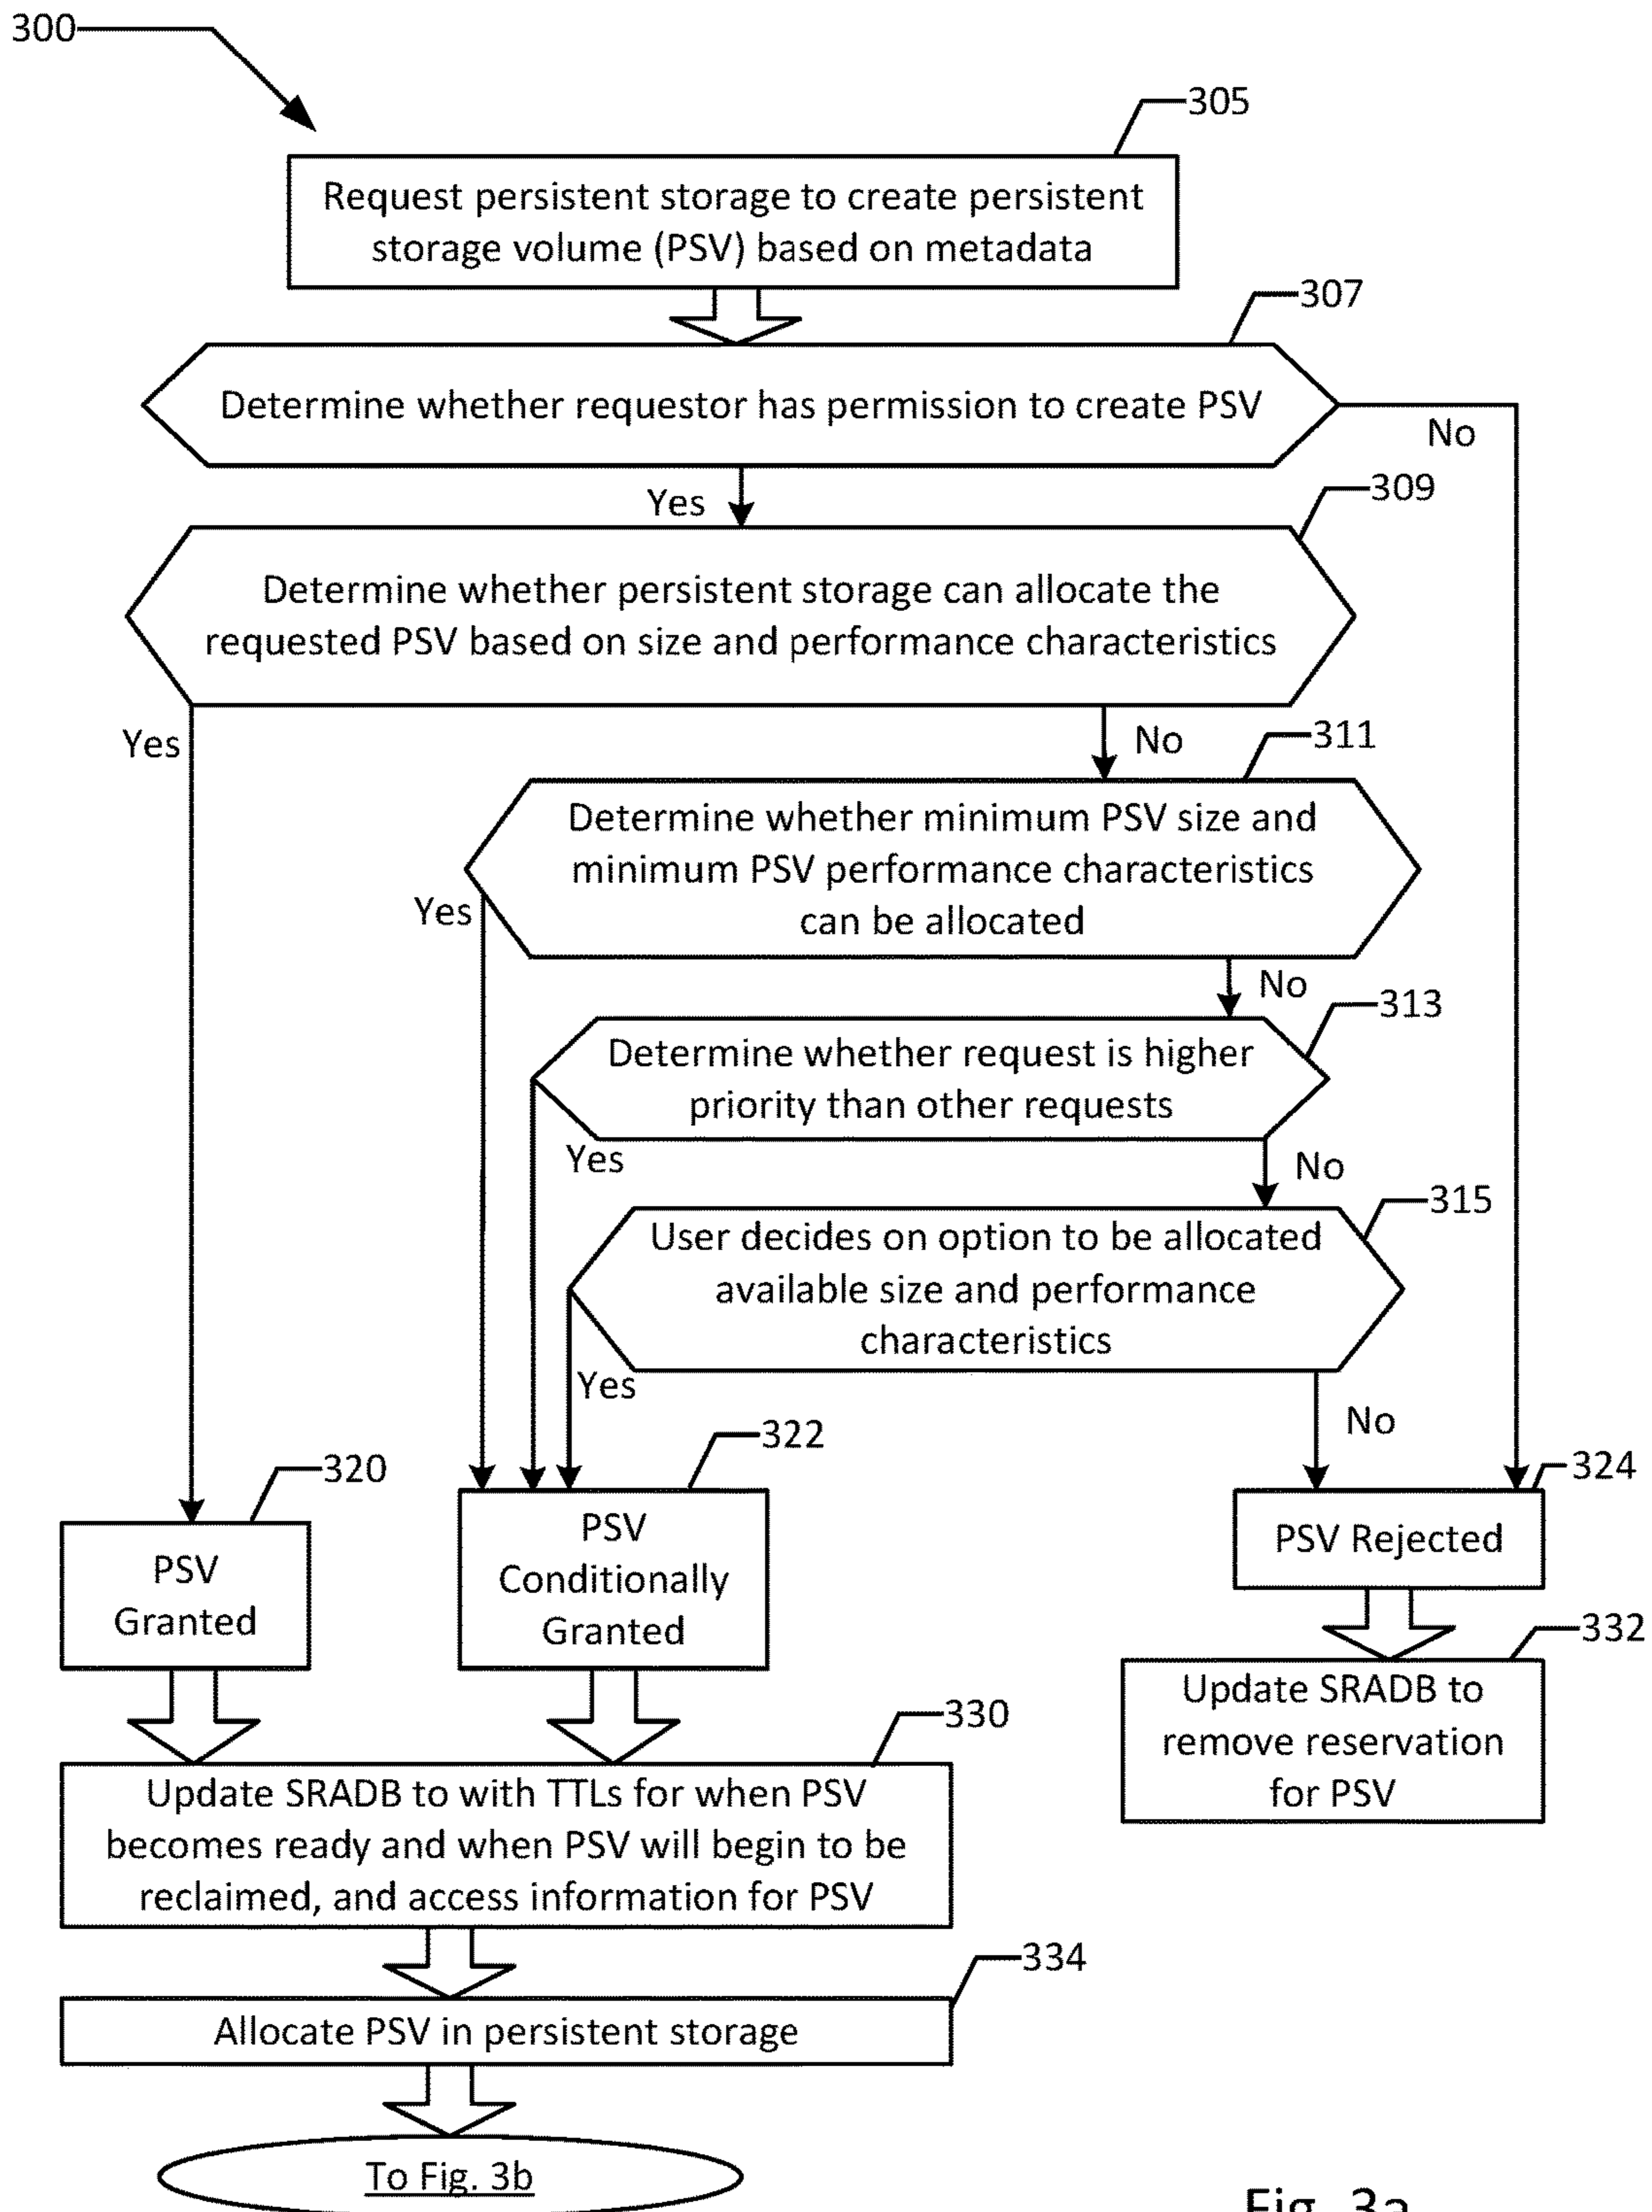 300
305
Request persistent storage to create persistent
storage volume (PSV) based on metadata
307
Determine whether requestor has permission to create PSV
No
Yes
309
Determine whether persistent storage can allocate the
requested PSV based on size and performance characteristics
Yes
No
311
Determine whether minimum PSV size and
minimum PSV performance characteristics
can be allocated
Yes
No
313
Determine whether request is higher
priority than other requests
Yes
No
315
User decides on option to be allocated
available size and performance
characteristics
Yes
No
320
PSV
Granted
322
PSV
Conditionally
Granted
324
PSV Rejected
332
Update SRADB to
remove reservation
for PSV
330
Update SRADB to with TTLs for when PSV
becomes ready and when PSV will begin to be
reclaimed, and access information for PSV
334
Allocate PSV in persistent storage
To Fig. 3b
Fig. 3a